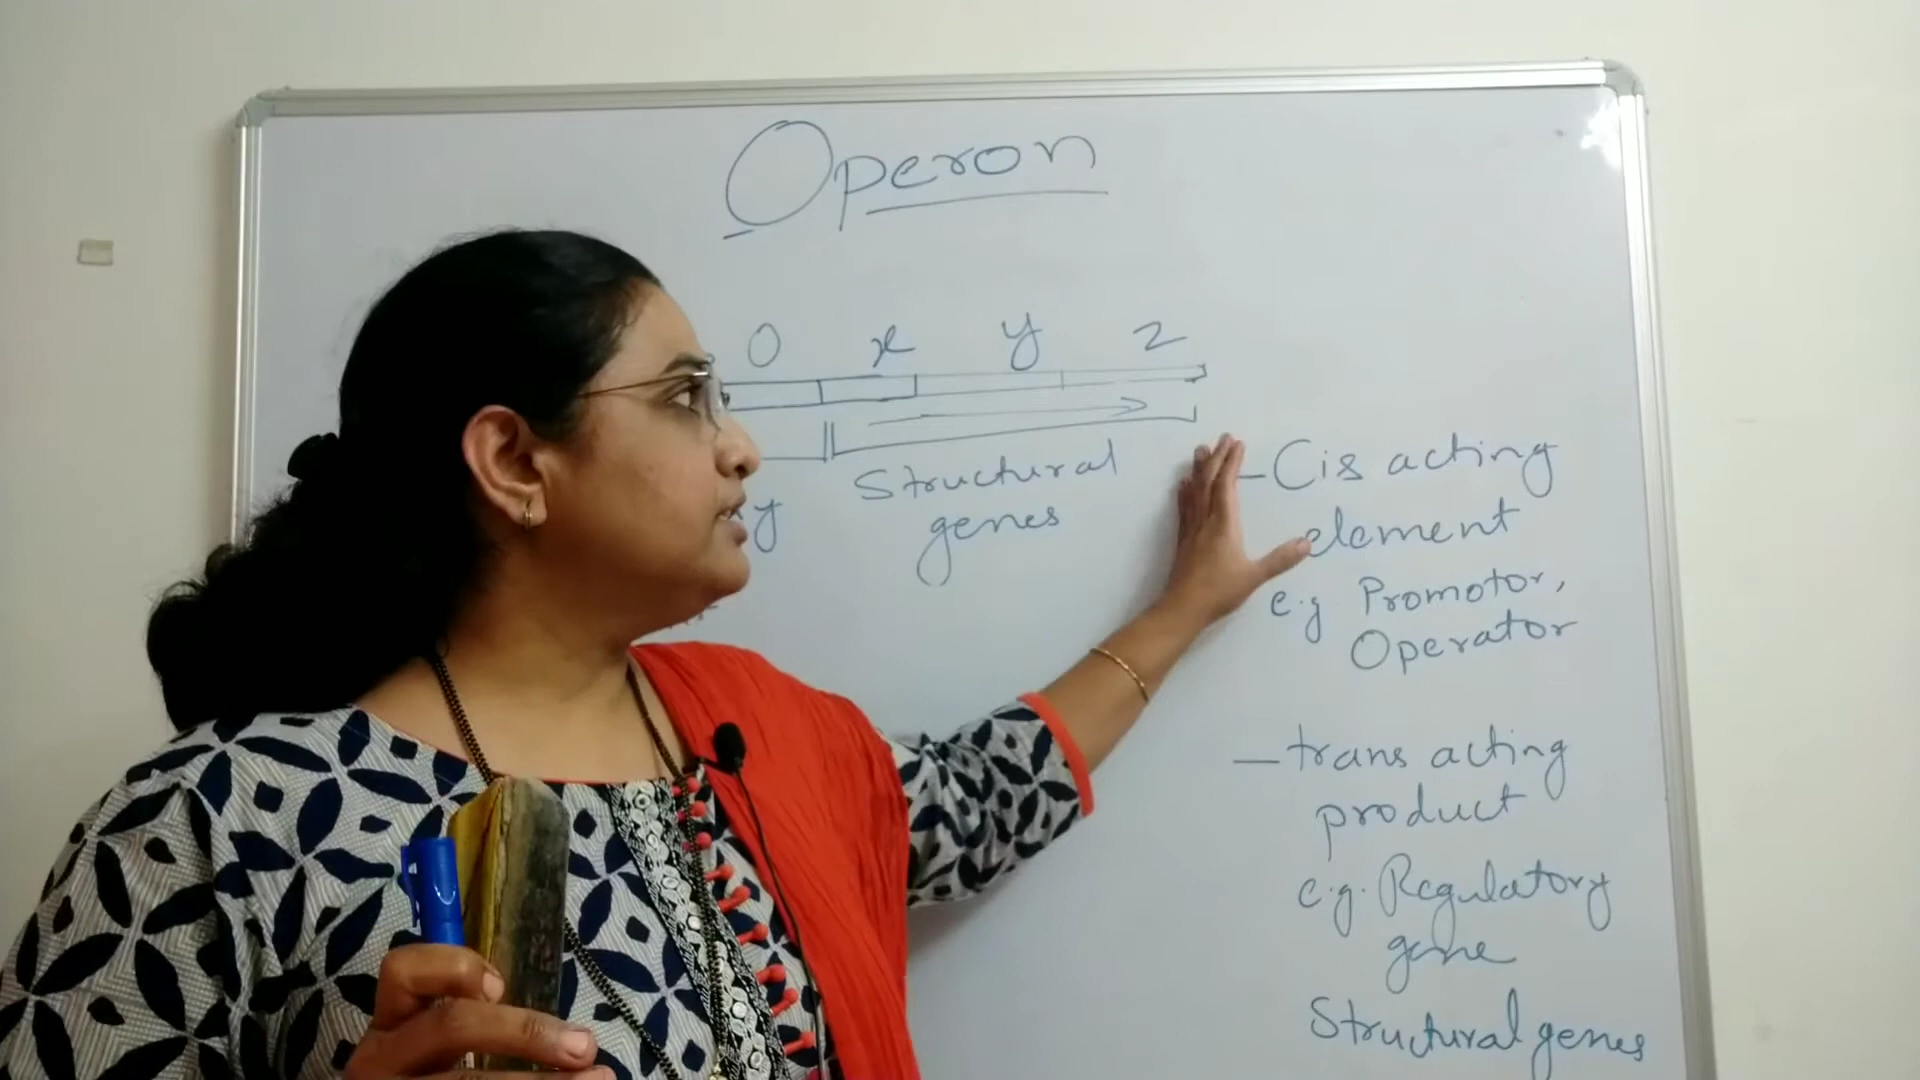 Operon
O x y z
Structural
genes
- Cis acting
element
e.g Promotor,
Operator
- trans acting
product
e.g. Regulatory
gene
Structural genes